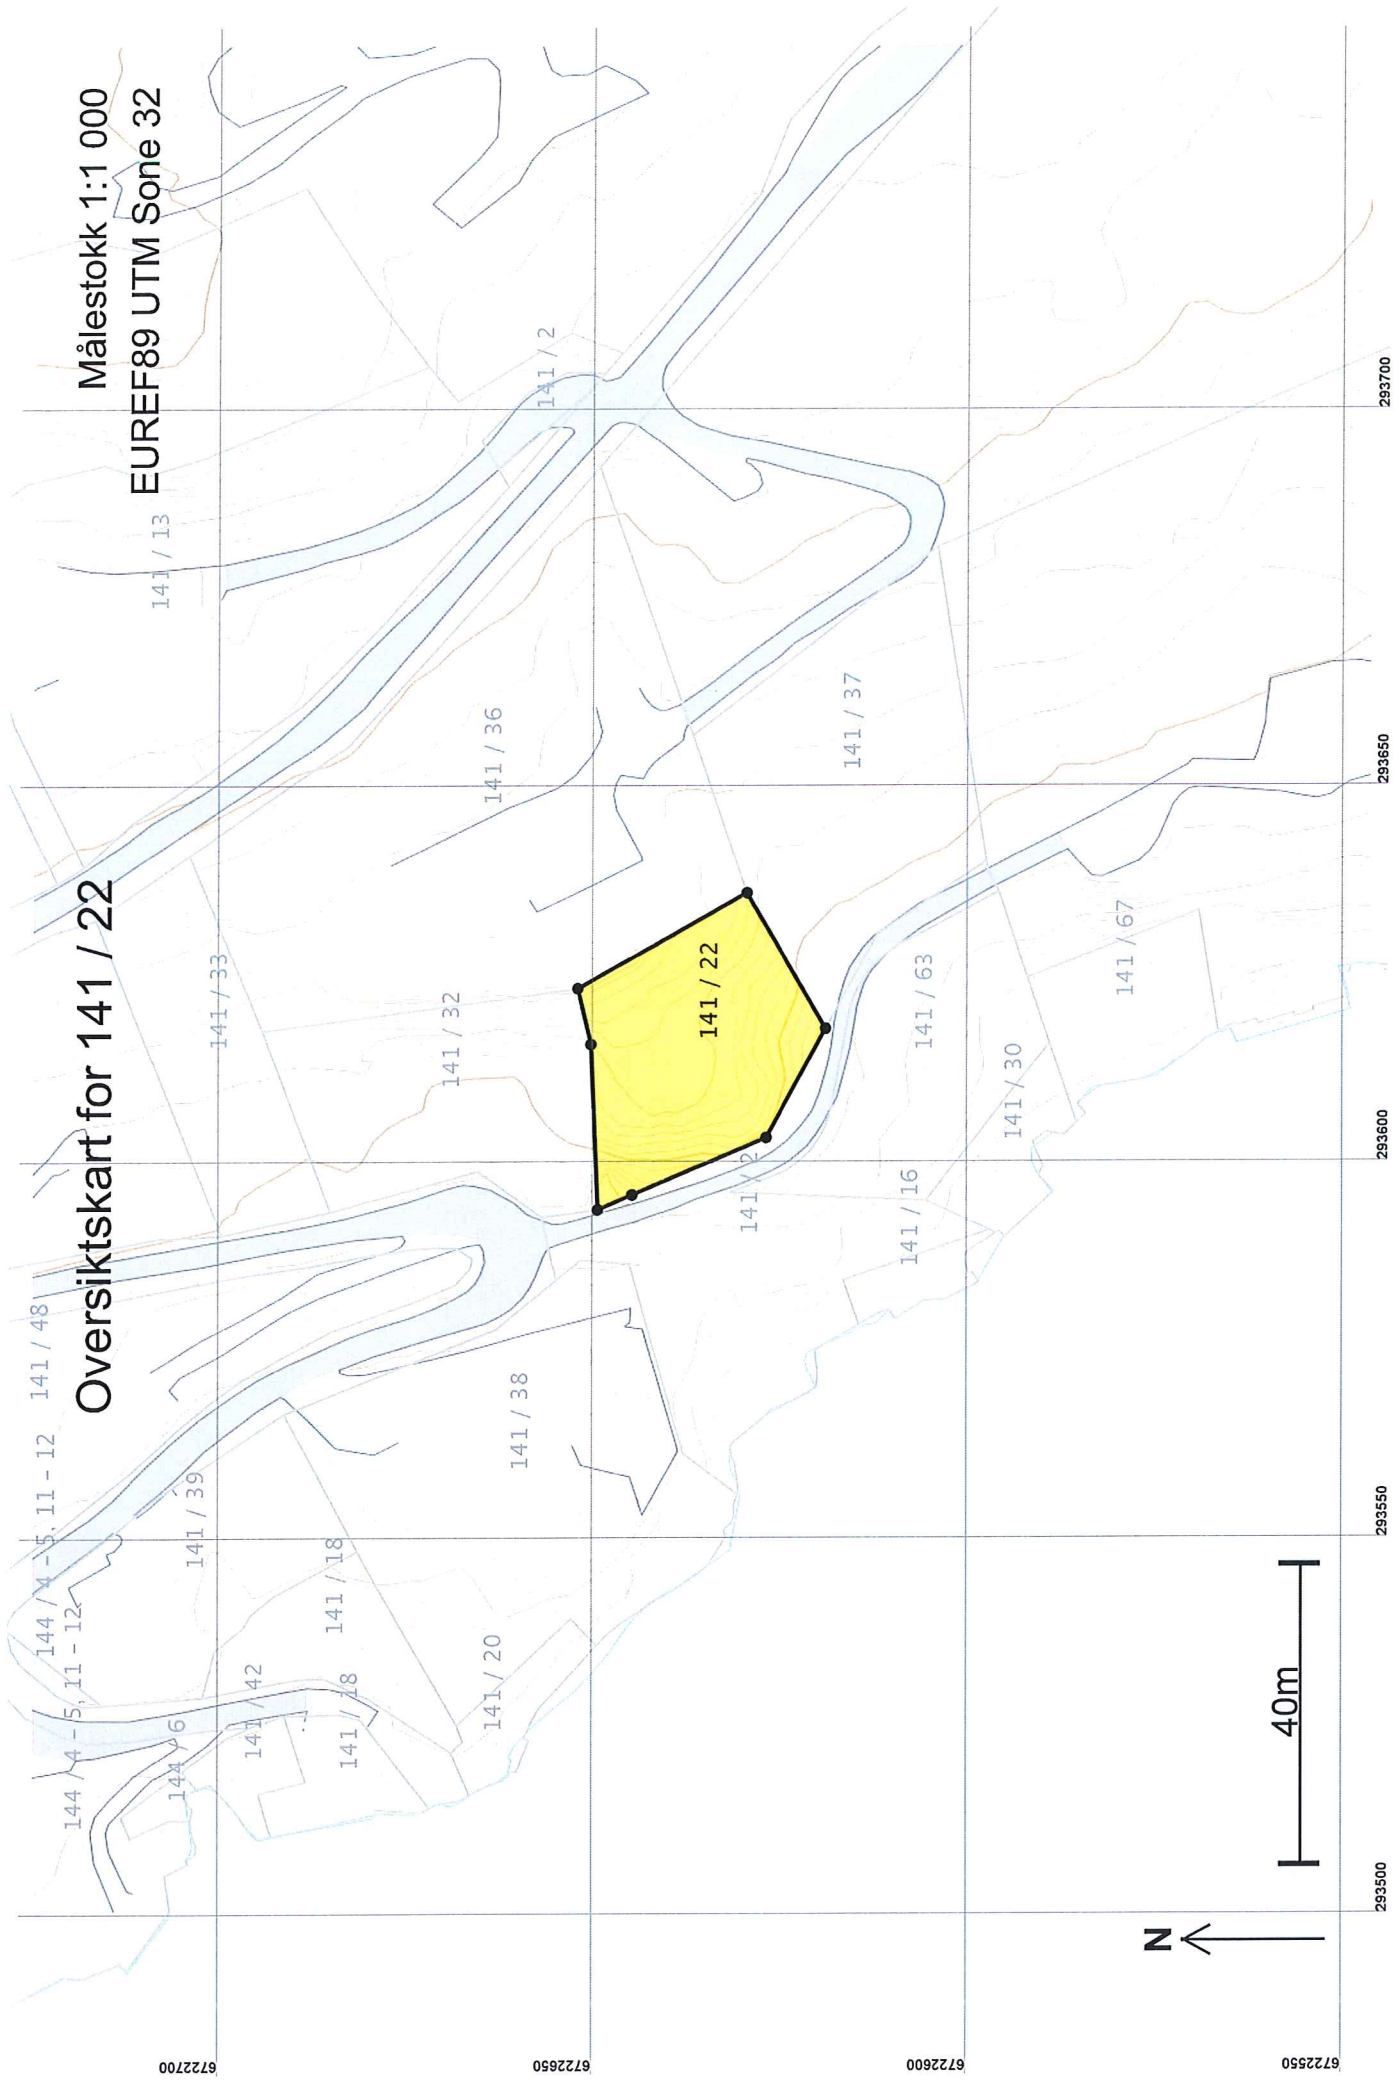 Oversiktskart for 141 / 22
Målestokk 1:1 000
EUREF89 UTM Sone 32
144 / 4 - 5, 11 - 12
144 / 4 - 5, 11 - 12
141 / 48
141 / 13
144 / 6
141 / 39
141 / 33
141 / 42
141 / 18
141 / 18
141 / 32
141 / 20
141 / 38
141 / 36
141 / 2
141 / 22
141 / 2
141 / 37
141 / 16
141 / 63
141 / 30
141 / 67
N
40m
6722700
6722650
6722600
6722550
293500
293550
293600
293650
293700